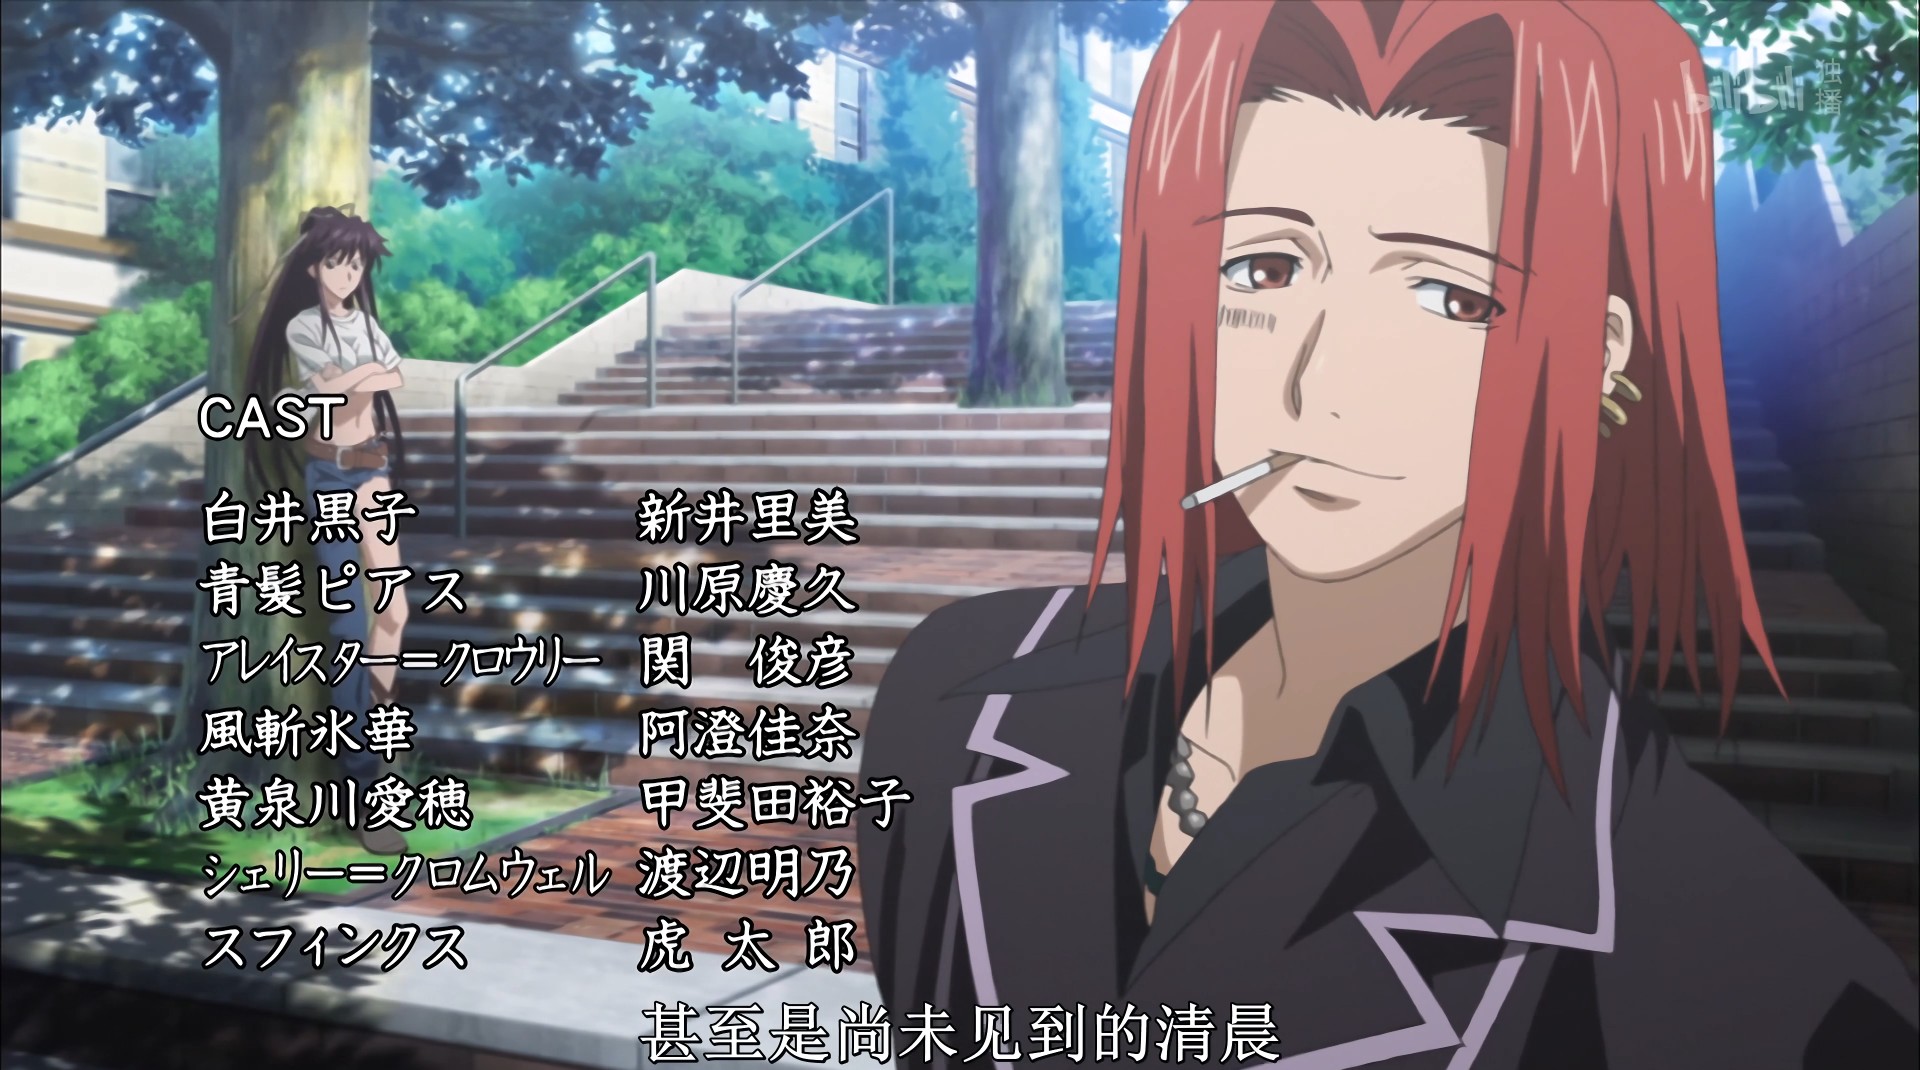 bilibili 独播
CAST
白井黒子 新井里美
青髪ピアス 川原慶久
アレイスター＝クロウリー 関 俊彦
風斬氷華 阿澄佳奈
黄泉川愛穂 甲斐田裕子
シェリー＝クロムウェル 渡辺明乃
スフィンクス 虎太郎
甚至是尚未见到的清晨